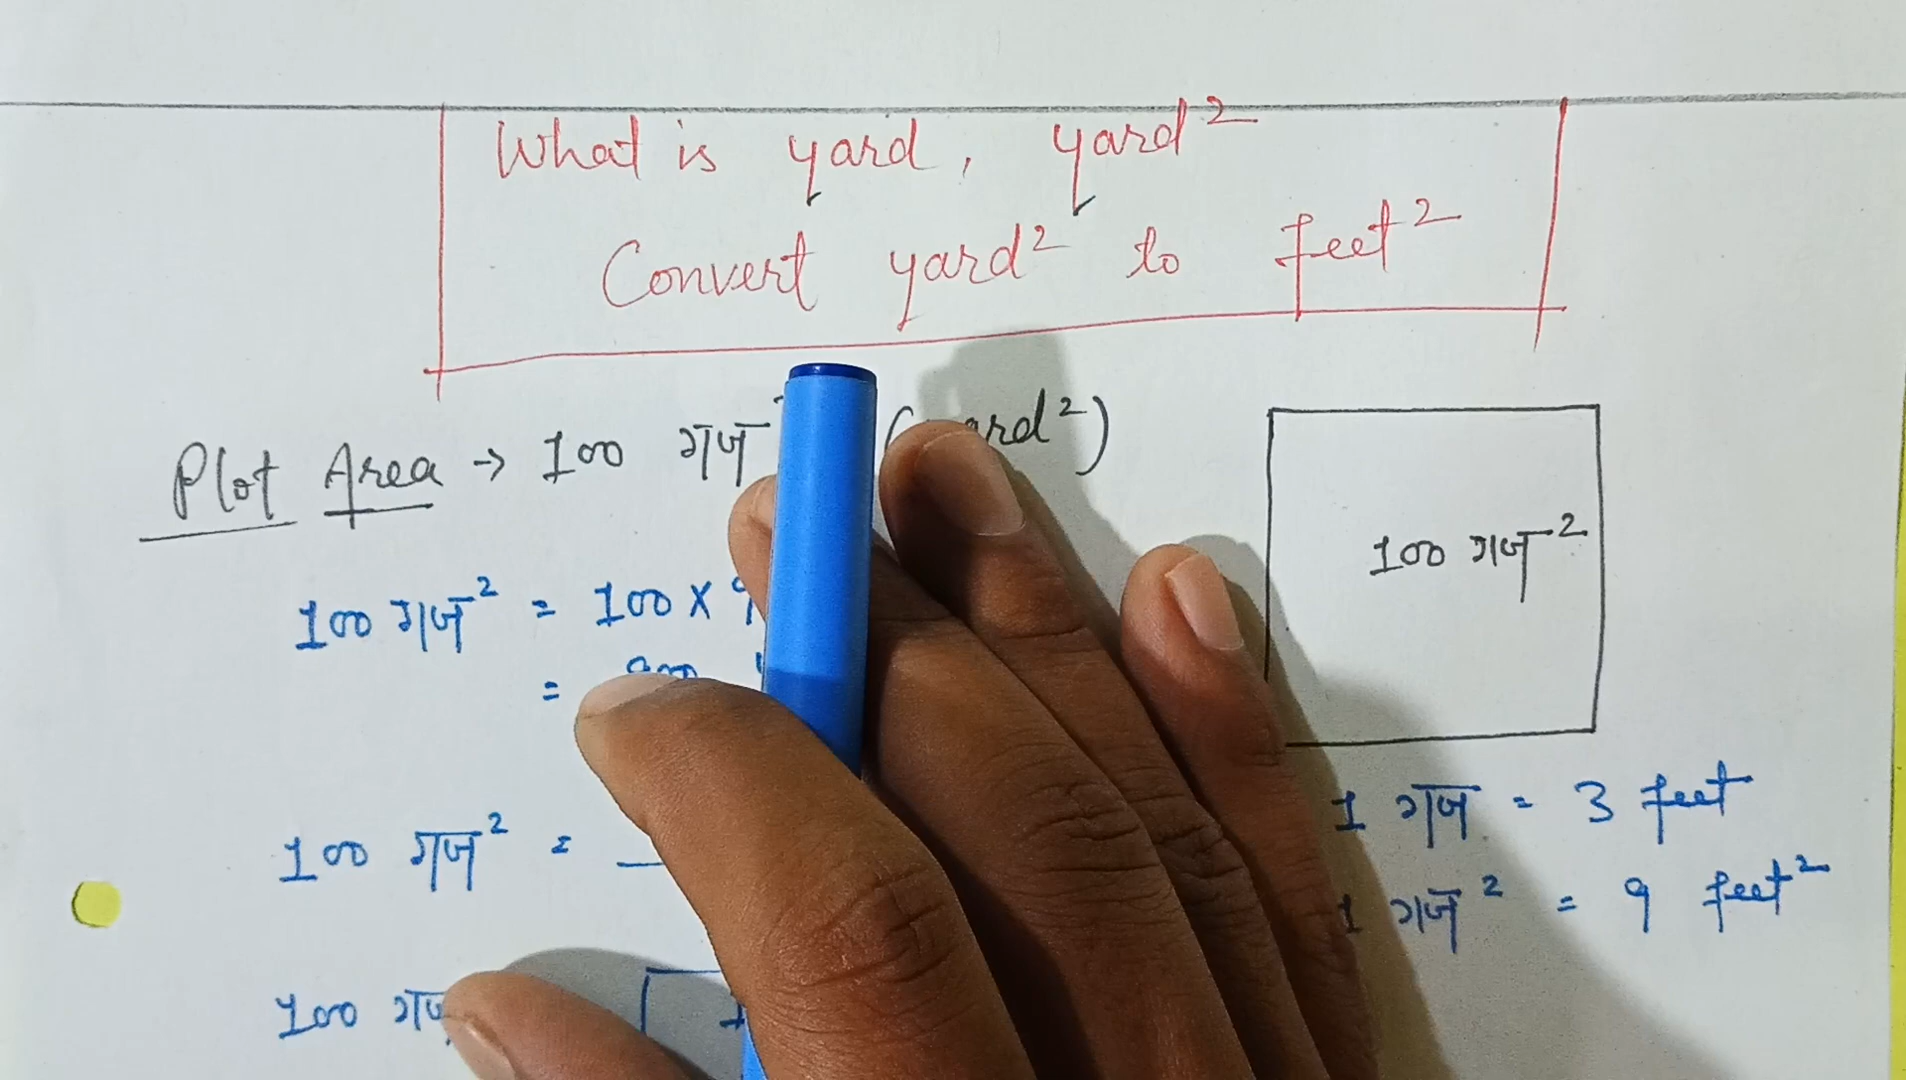 What is yard, yard²
Convert yard² to feet²
Plot Area → 100 गज
100 गज²
100 गज² = 100 x 9
=
1 गज = 3 feet
100 गज² =
1 गज² = 9 feet²
100